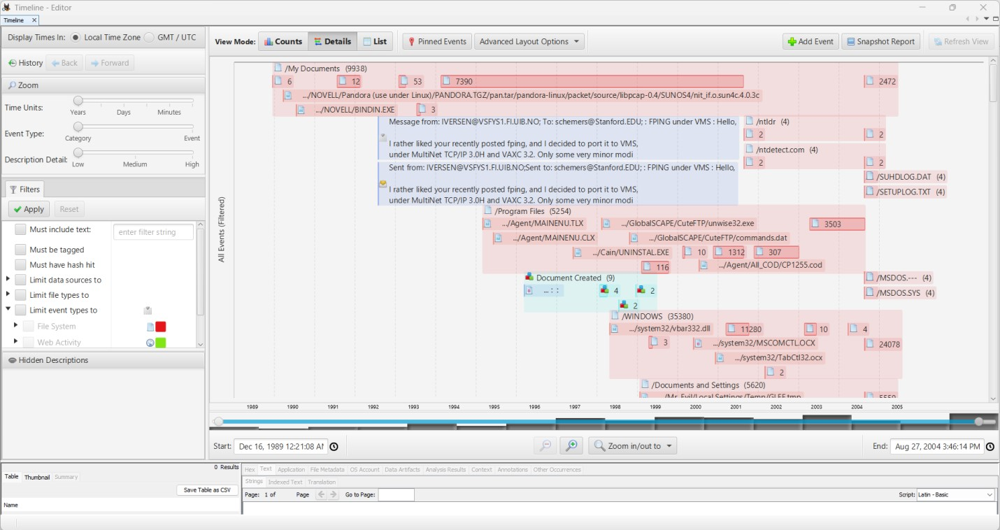 Timeline - Editor
Timeline
Display Times In: Local Time Zone GMT / UTC
History Back Forward
Zoom
Time Units: Years Days Minutes
Event Type: Category Event
Description Detail: Low Medium High
Filters
Apply Reset
Must include text: enter filter string
Must be tagged
Must have hash hit
Limit data sources to
Limit file types to
Limit event types to
File System
Web Activity
Hidden Descriptions
View Mode: Counts Details List Pinned Events Advanced Layout Options Add Event Snapshot Report Refresh View
All Events (Filtered)
/My Documents (9938)
6 12 53 7390 2472
.../NOVELL/Pandora (use under Linux)/PANDORA.TGZ/pan.tar/pandora-linux/packet/source/libpcap-0.4/SUNOS4/nit_if.o.sun4c.4.0.3c
.../NOVELL/BINDIN.EXE 3
Message from: IVERSEN@VSFYS1.FI.UIB.NO; To: schemers@Stanford.EDU; : FPING under VMS : Hello,
I rather liked your recently posted fping, and I decided to port it to VMS,
under MultiNet TCP/IP 3.0H and VAXC 3.2. Only some very minor modi
/ntldr (4)
2 2
/ntdetect.com (4)
2 2
Sent from: IVERSEN@VSFYS1.FI.UIB.NO;Sent to: schemers@Stanford.EDU; : FPING under VMS : Hello,
I rather liked your recently posted fping, and I decided to port it to VMS,
under MultiNet TCP/IP 3.0H and VAXC 3.2. Only some very minor modi
/SUHDLOG.DAT (4)
/SETUPLOG.TXT (4)
/Program Files (5254)
.../Agent/MAINENU.TLX .../GlobalSCAPE/CuteFTP/unwise32.exe 3503
.../Agent/MAINENU.CLX .../GlobalSCAPE/CuteFTP/commands.dat
.../Cain/UNINSTAL.EXE 10 1312 307
116 .../Agent/All_COD/CP1255.cod
Document Created (9)
... : : 4 2
2
/MSDOS.--- (4)
/MSDOS.SYS (4)
/WINDOWS (35380)
.../system32/vbar332.dll 11280 10 4
3 .../system32/MSCOMCTL.OCX 24078
.../system32/TabCtl32.ocx
2
/Documents and Settings (5620)
.../Mr. Evil/Local Settings/Temp/GLFF.tmp 5550
1989 1990 1991 1992 1993 1994 1995 1996 1997 1998 1999 2000 2001 2002 2003 2004 2005
Start: Dec 16, 1989 12:21:08 AM Zoom in/out to End: Aug 27, 2004 3:46:14 PM
0 Results
Table Thumbnail Summary
Save Table as CSV
Name
Hex Text Application File Metadata OS Account Data Artifacts Analysis Results Context Annotations Other Occurrences
Strings Indexed Text Translation
Page: 1 of Page Go to Page: Script: Latin - Basic